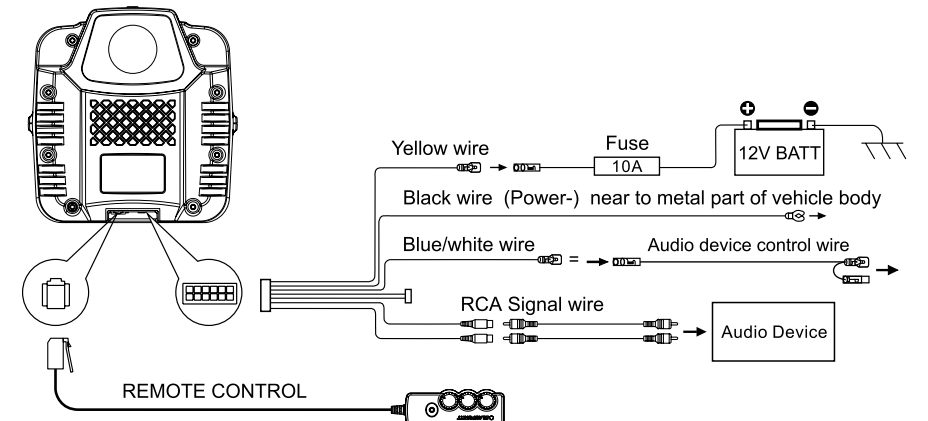 Fuse
Yellow wire
10A
12V BATT
Black wire (Power-) near to metal part of vehicle body
Blue/white wire
=
Audio device control wire
RCA Signal wire
Audio Device
REMOTE CONTROL